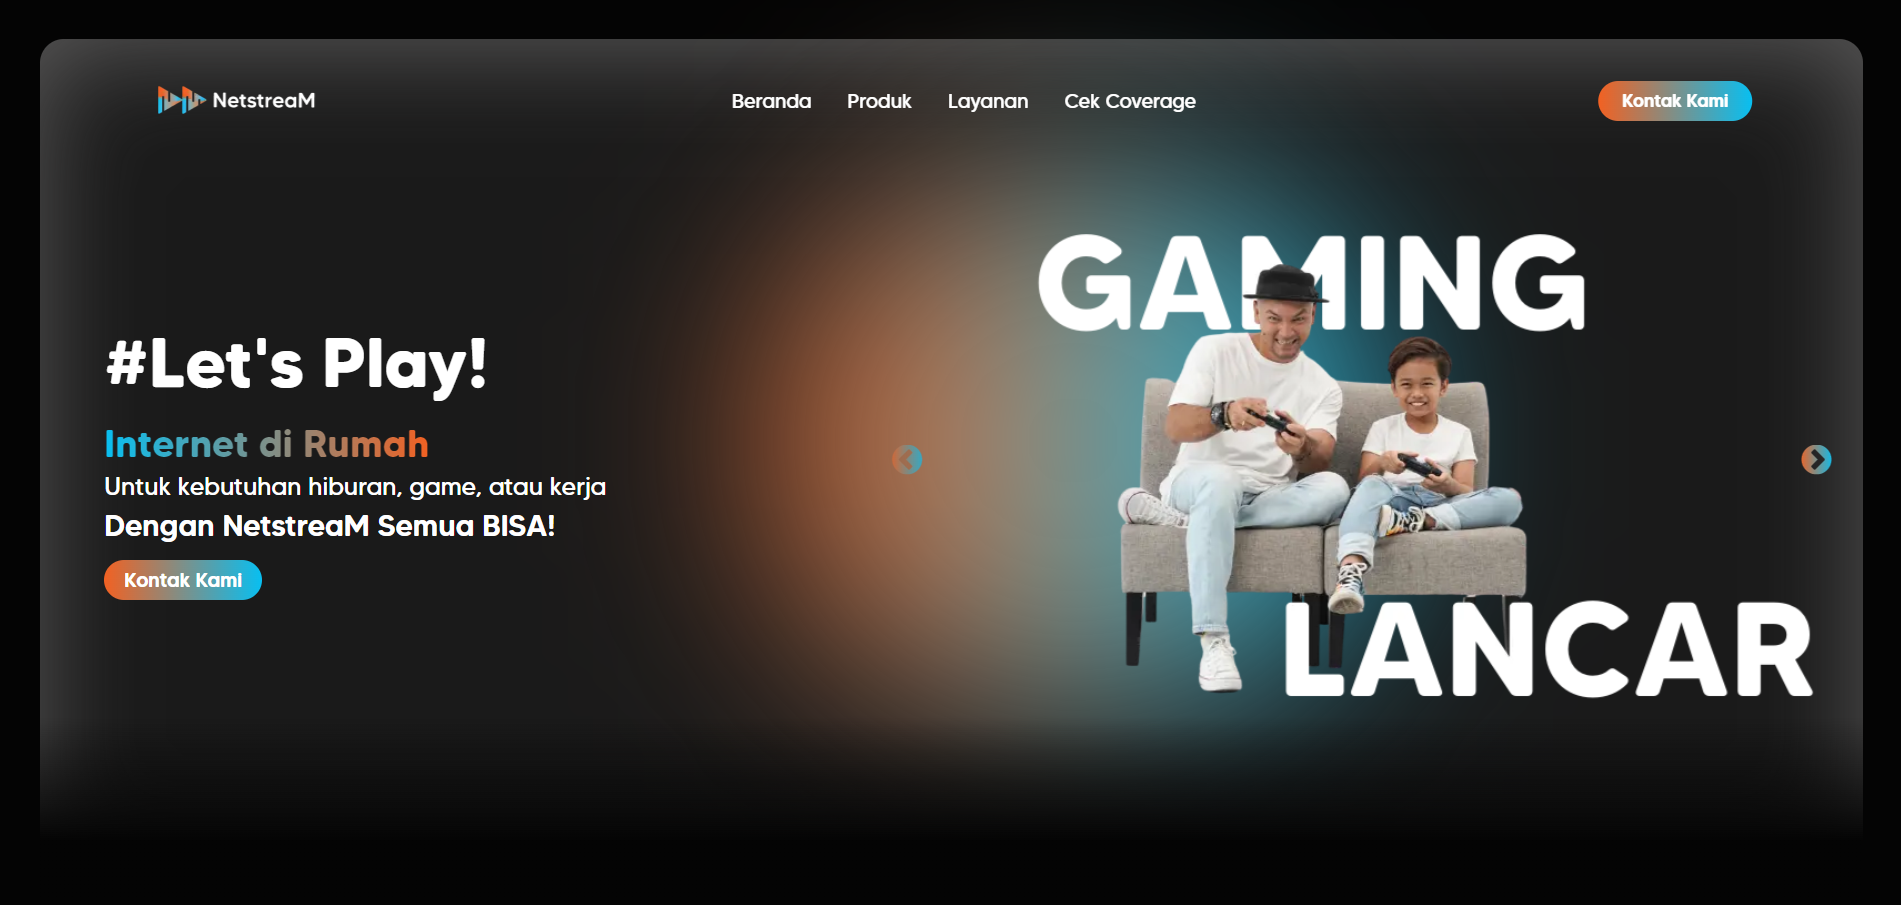 NetstreaM
Beranda Produk Layanan Cek Coverage
Kontak Kami
#Let's Play!
Internet di Rumah
Untuk kebutuhan hiburan, game, atau kerja
Dengan NetstreaM Semua BISA!
Kontak Kami
GAMING
LANCAR